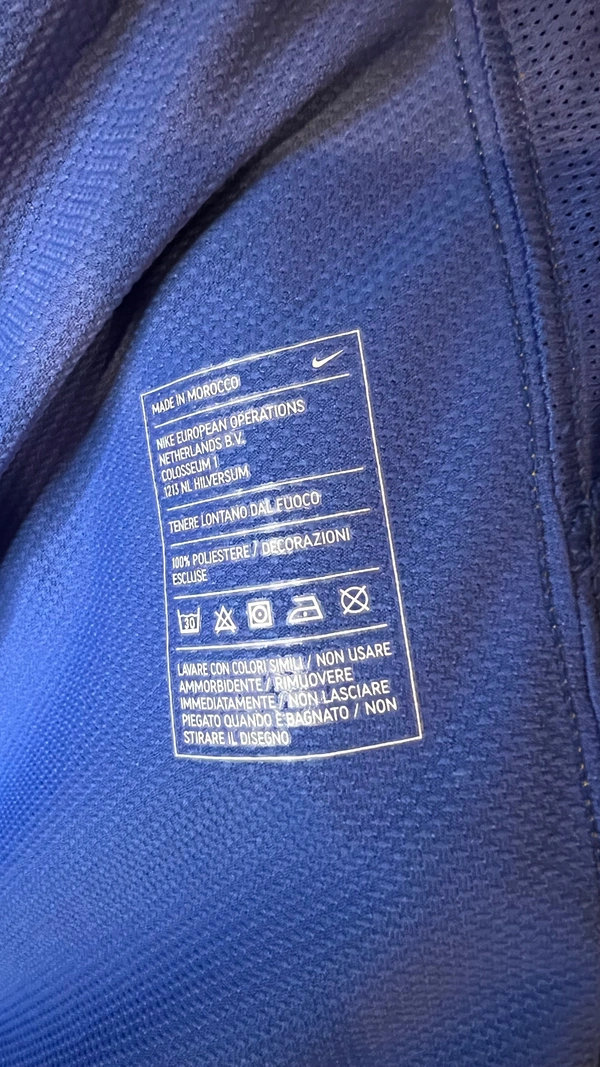 MADE IN MOROCCO
NIKE EUROPEAN OPERATIONS
NETHERLANDS B.V.
COLOSSEUM 1
1213 NL HILVERSUM
TENERE LONTANO DAL FUOCO
100% POLIESTERE / DECORAZIONI
ESCLUSE
30
LAVARE CON COLORI SIMILI / NON USARE
AMMORBIDENTE / RIMUOVERE
IMMEDIATAMENTE / NON LASCIARE
PIEGATO QUANDO È BAGNATO / NON
STIRARE IL DISEGNO